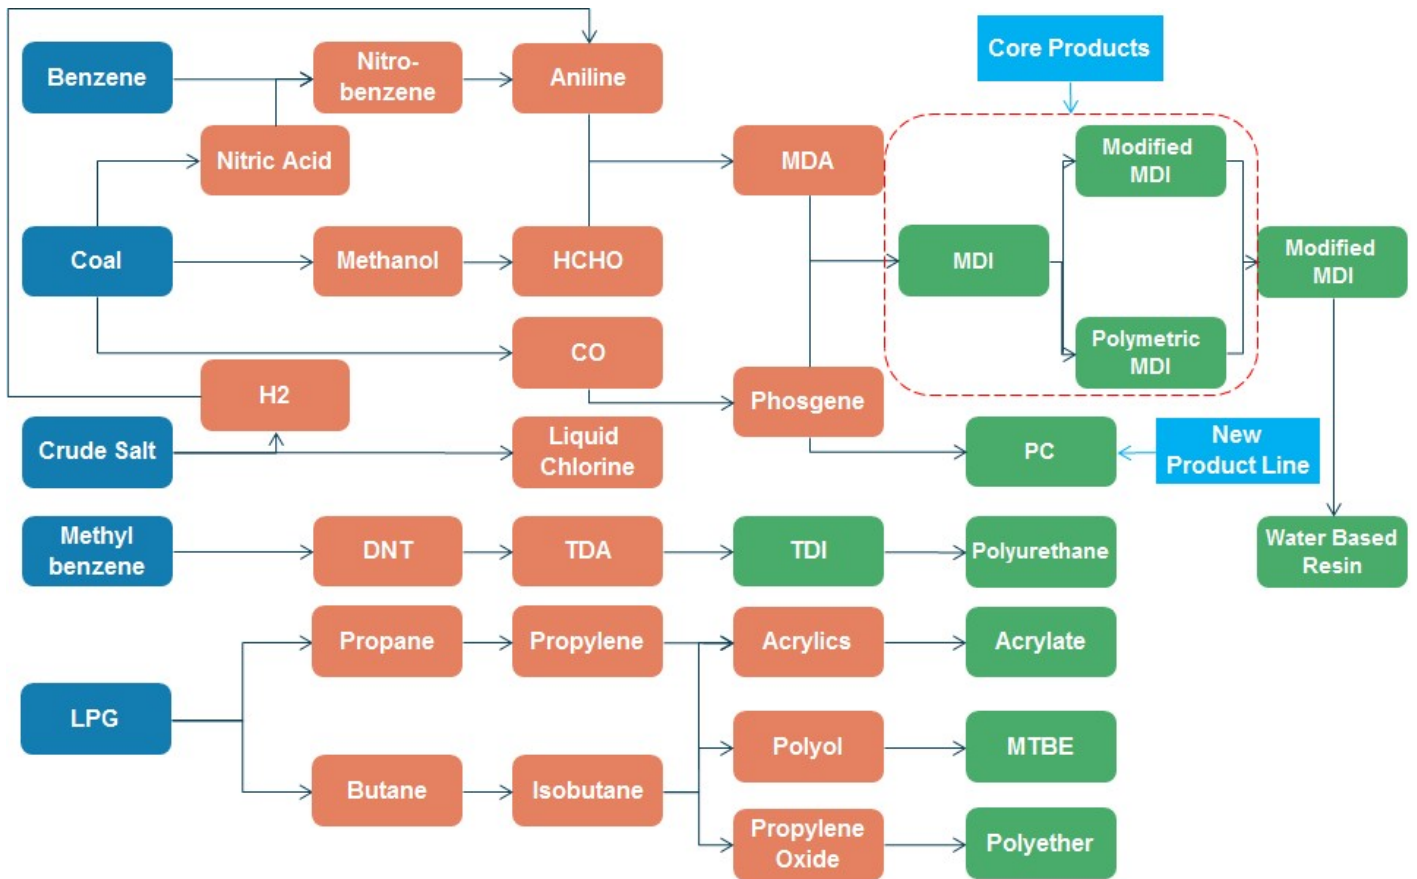 Core Products
Benzene
Nitro-
benzene
Aniline
Nitric Acid
MDA
Modified
MDI
Coal
Methanol
HCHO
MDI
Modified
MDI
CO
Polymetric
MDI
H2
Phosgene
Crude Salt
Liquid
Chlorine
PC
New
Product Line
Methyl
benzene
DNT
TDA
TDI
Polyurethane
Water Based
Resin
Propane
Propylene
Acrylics
Acrylate
LPG
Polyol
MTBE
Butane
Isobutane
Propylene
Oxide
Polyether